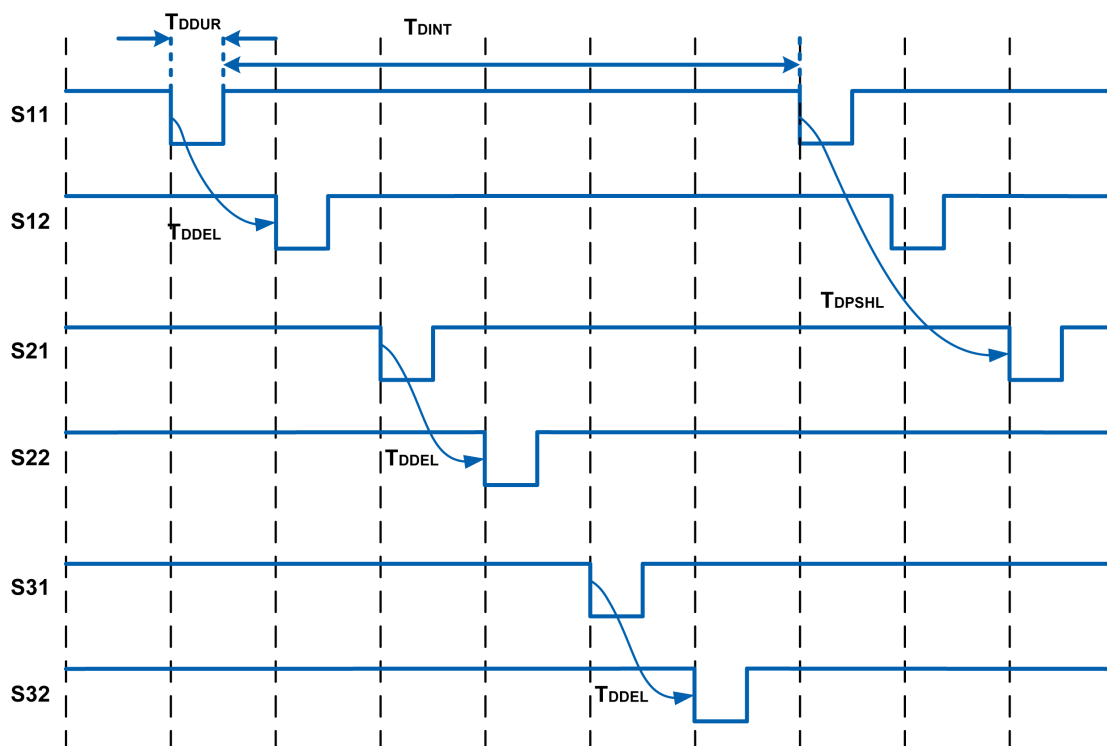 TDDUR
TDINT
S11
S12
TDDEL
TDPSHL
S21
S22
TDDEL
S31
S32
TDDEL